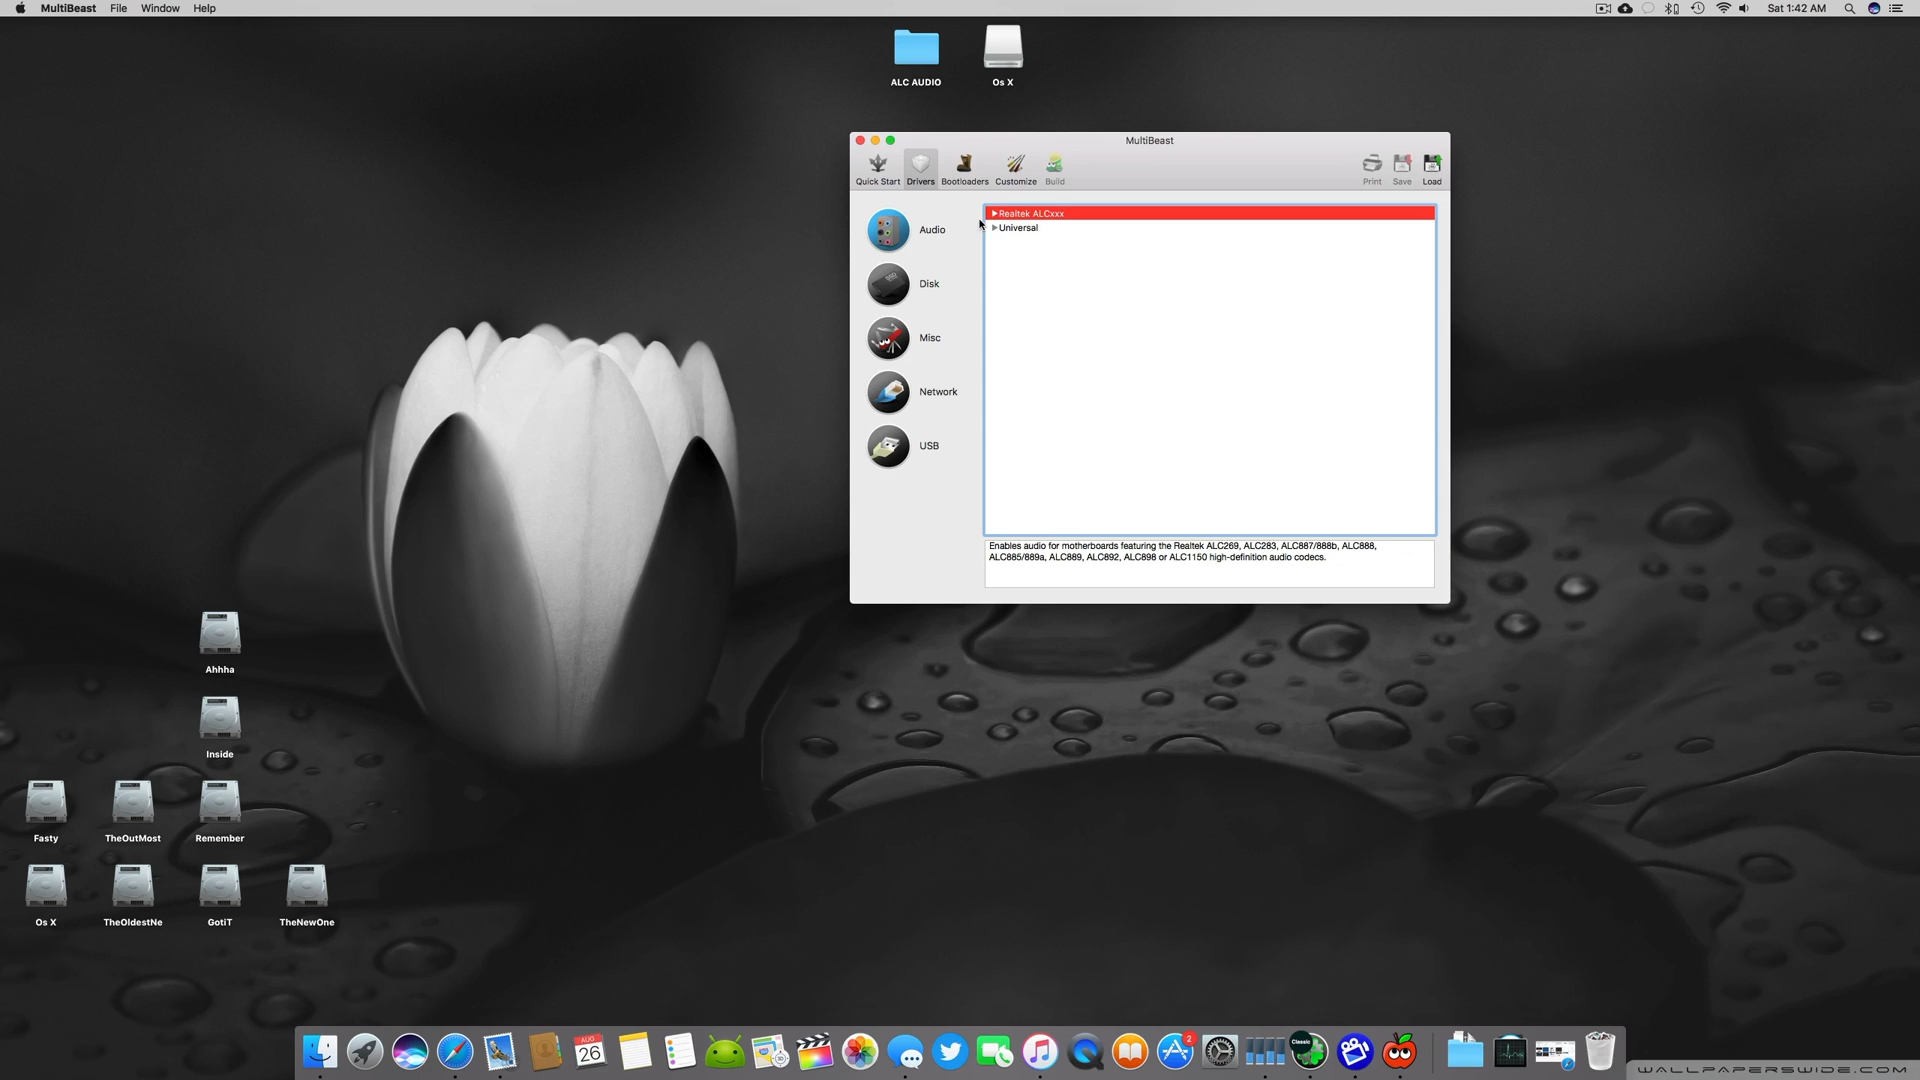 MultiBeast File Window Help
Sat 1:42 AM
ALC AUDIO
Os X
MultiBeast
Quick Start Drivers Bootloaders Customize Build
Print Save Load
Audio
Disk
Misc
Network
USB
Realtek ALCxxx
Universal
Enables audio for motherboards featuring the Realtek ALC269, ALC283, ALC887/888b, ALC888,
ALC885/889a, ALC889, ALC892, ALC898 or ALC1150 high-definition audio codecs.
Ahhha
Inside
Fasty TheOutMost Remember
Os X TheOldestNe GotiT TheNewOne
AUG
26
2
Classic
WALLPAPERSWIDE.COM